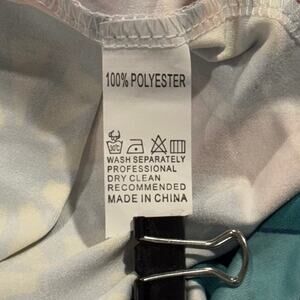 100% POLYESTER
WASH SEPARATELY
PROFESSIONAL
DRY CLEAN
RECOMMENDED
MADE IN CHINA